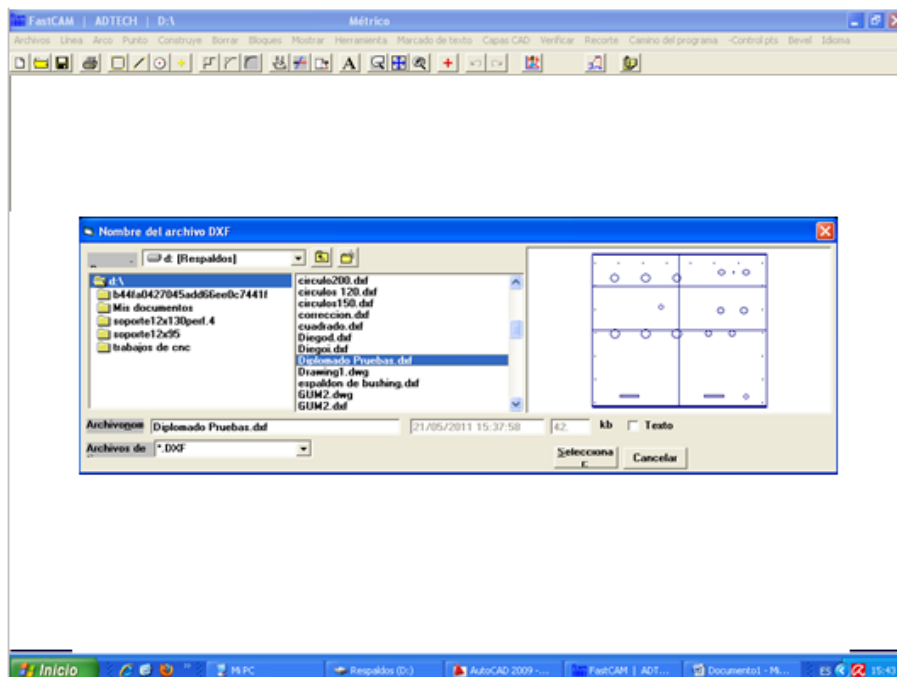 FastCAM | ADTECH | D:\ Métrico
Archivos Línea Arco Punto Construye Borrar Bloques Mostrar Herramienta Marcado de texto Capas CAD Verificar Recorte Camino del programa -Control pts Bevel Idioma
A
Nombre del archivo DXF
d: [Respaldos]
d:\
Mis documentos
soporte12x130perf.4
soporte12x95
trabajos de cnc
circulo200.dxf
circulos 120.dxf
circulos150.dxf
correccion.dxf
cuadrado.dxf
Diegod.dxf
Diegoi.dxf
Diplomado Pruebas.dxf
Drawing1.dwg
espaldon de bushing.dxf
GUM2.dwg
GUM2.dxf
Archivo Diplomado Pruebas.dxf 21/05/2011 15:37:58 42. kb Texto
Archivos de *.DXF
Selecciona
r:
Cancelar
Inicio Mi PC Respaldos (D:) AutoCAD 2009 -... FastCAM | ADT... Documento1 - Mi... ES 15:43